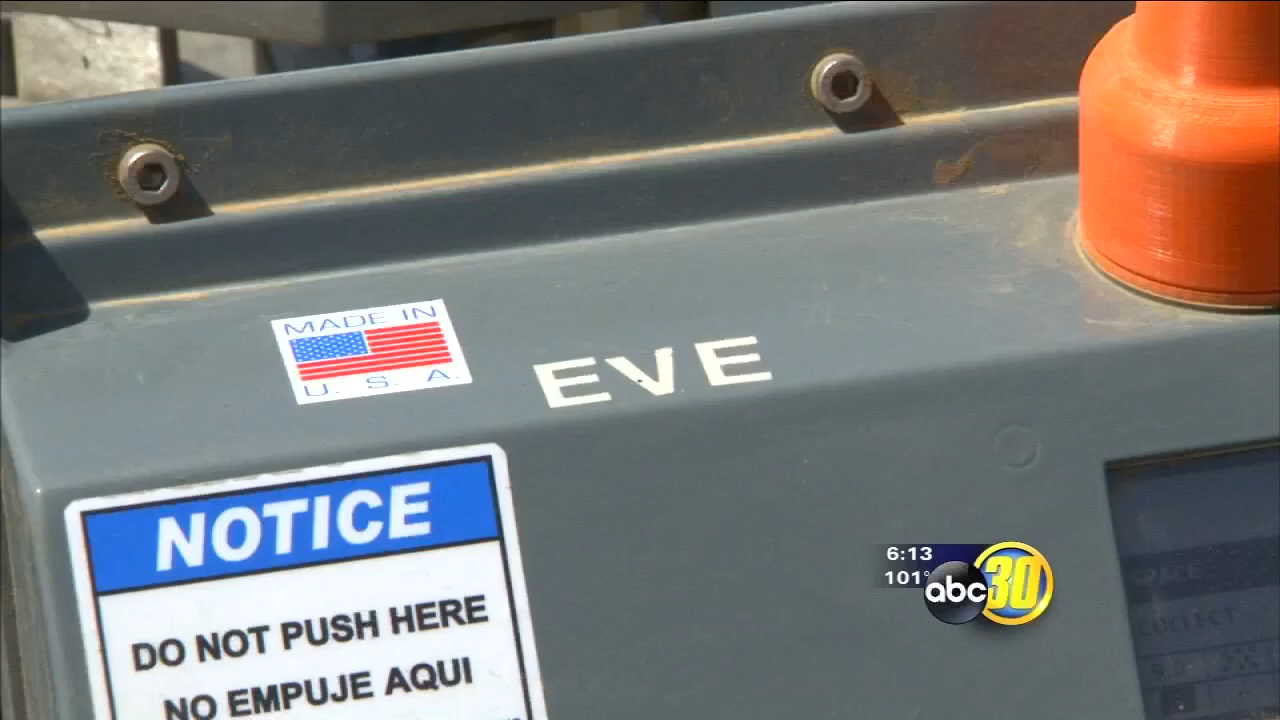 MADE IN
U. S. A.
EVE
NOTICE
DO NOT PUSH HERE
NO EMPUJE AQUI
6:13
101°
abc 30